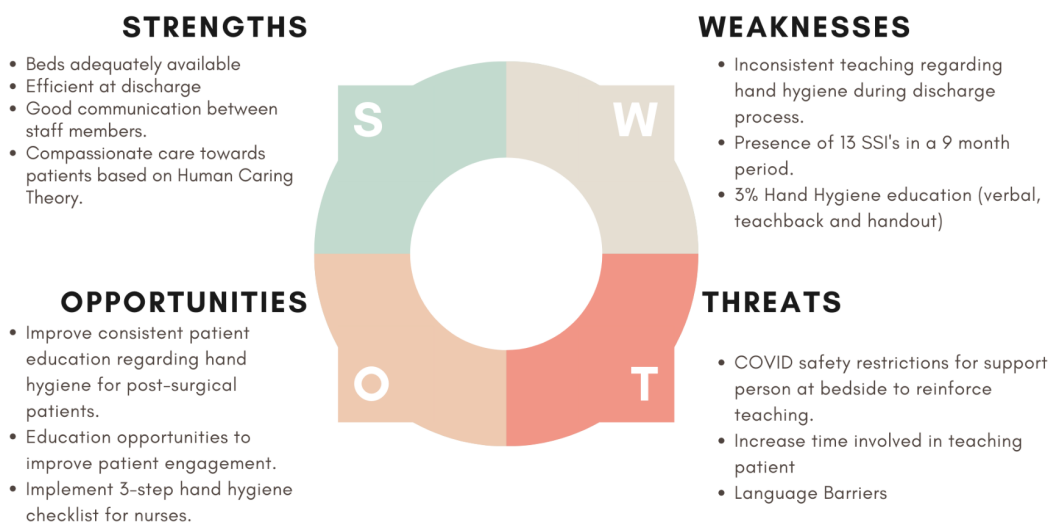 STRENGTHS
• Beds adequately available
• Efficient at discharge
• Good communication between
staff members.
• Compassionate care towards
patients based on Human Caring
Theory.
WEAKNESSES
• Inconsistent teaching regarding
hand hygiene during discharge
process.
• Presence of 13 SSI's in a 9 month
period.
• 3% Hand Hygiene education (verbal,
teachback and handout)
S
W
OPPORTUNITIES
• Improve consistent patient
education regarding hand
hygiene for post-surgical
patients.
• Education opportunities to
improve patient engagement.
• Implement 3-step hand hygiene
checklist for nurses.
THREATS
• COVID safety restrictions for support
person at bedside to reinforce
teaching.
• Increase time involved in teaching
patient
• Language Barriers
O
T